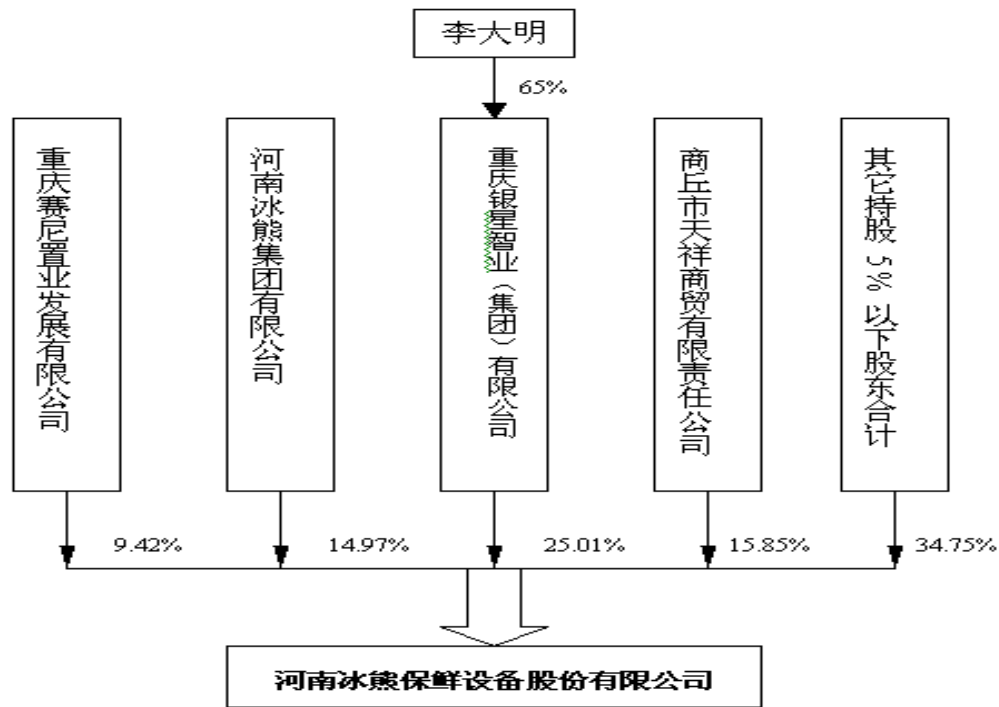 李大明
65%
重庆赛尼置业发展有限公司
河南冰熊集团有限公司
重庆银星智业（集团）有限公司
商丘市天祥商贸有限责任公司
其它持股 5% 以下股东合计
9.42%
14.97%
25.01%
15.85%
34.75%
河南冰熊保鲜设备股份有限公司